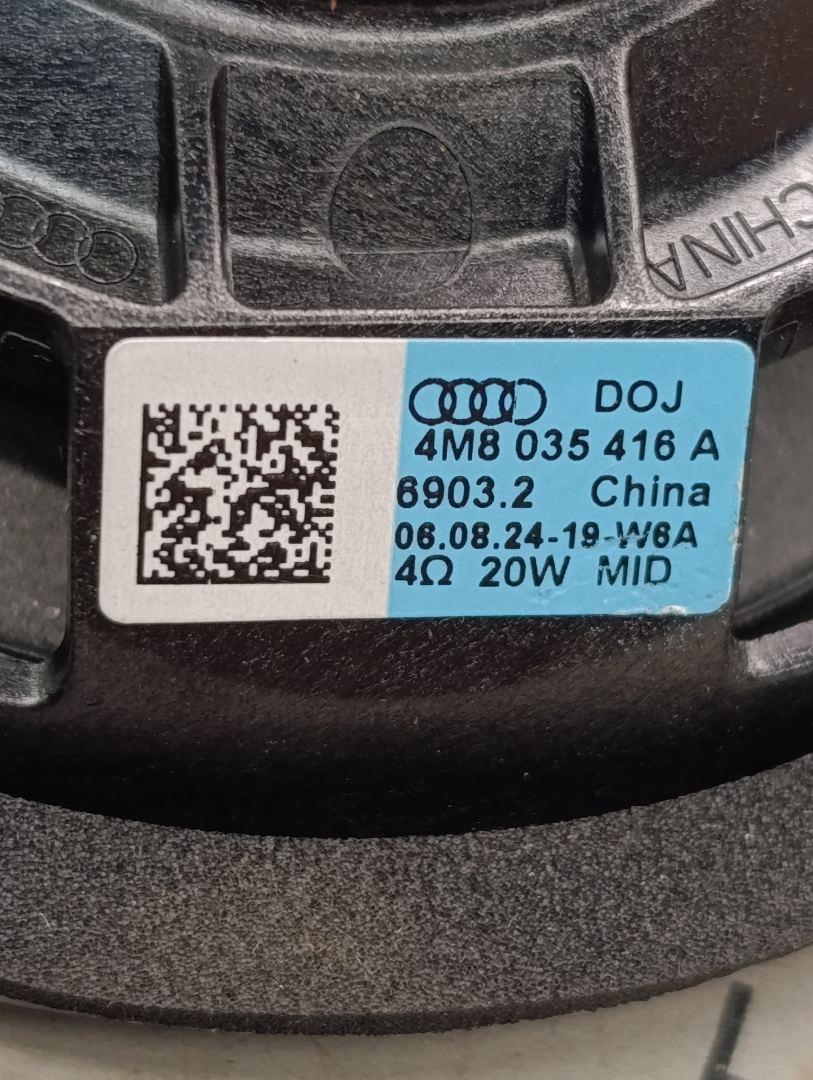 CHINA
DOJ
4M8 035 416 A
6903.2 China
06.08.24-19-W6A
4Ω 20W MID